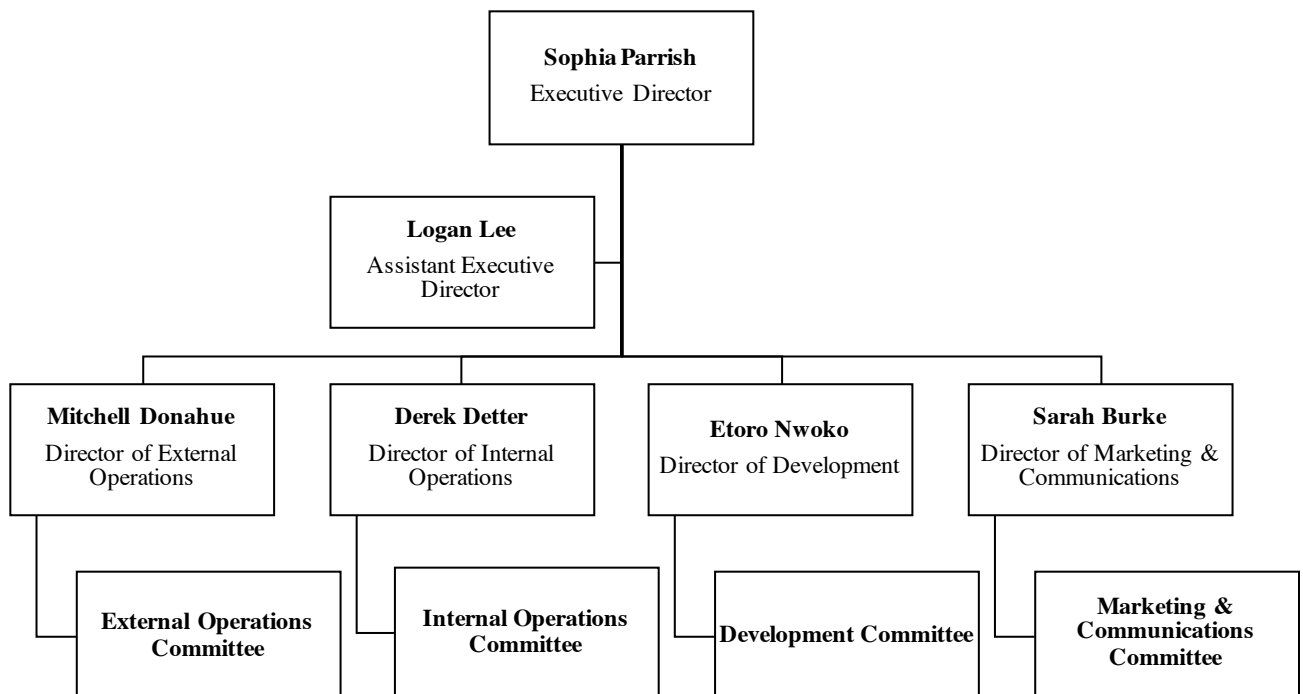 Sophia Parrish
Executive Director
Logan Lee
Assistant Executive
Director
Mitchell Donahue
Director of External
Operations
Derek Detter
Director of Internal
Operations
Etoro Nwoko
Director of Development
Sarah Burke
Director of Marketing &
Communications
External Operations
Committee
Internal Operations
Committee
Development Committee
Marketing &
Communications
Committee